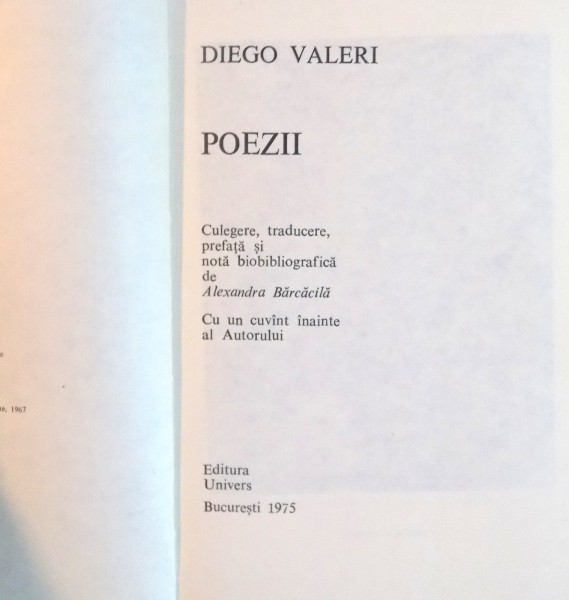 DIEGO VALERI
POEZII
Culegere, traducere,
prefață și
notă biobibliografică
de
Alexandra Bărcăcilă
Cu un cuvînt înainte
al Autorului
Editura
Univers
București 1975
1967